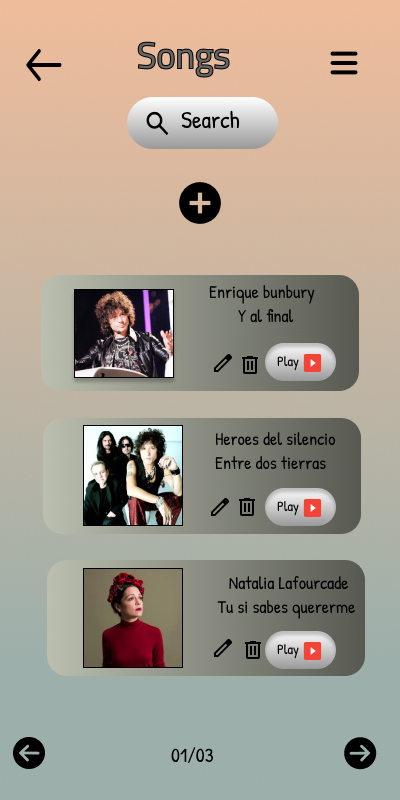 Songs
Search
Enrique bunbury
Y al final
Play
Heroes del silencio
Entre dos tierras
Play
Natalia Lafourcade
Tu si sabes quererme
Play
01/03